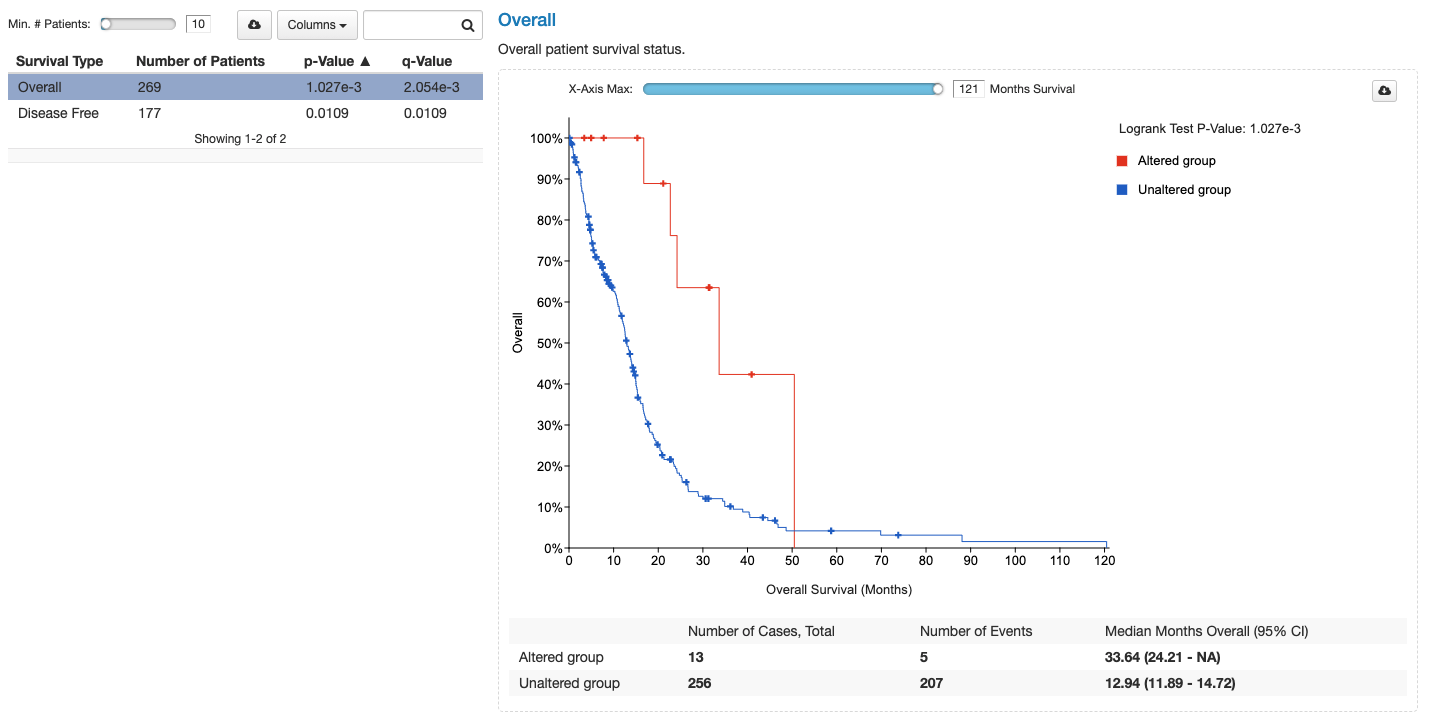 Min. # Patients: 10 Columns
Survival Type Number of Patients p-Value ▲ q-Value
Overall 269 1.027e-3 2.054e-3
Disease Free 177 0.0109 0.0109
Showing 1-2 of 2
Overall
Overall patient survival status.
X-Axis Max: 121 Months Survival
Logrank Test P-Value: 1.027e-3
Altered group
Unaltered group
100%
90%
80%
70%
60%
50%
40%
30%
20%
10%
0%
Overall
0 10 20 30 40 50 60 70 80 90 100 110 120
Overall Survival (Months)
Number of Cases, Total Number of Events Median Months Overall (95% CI)
Altered group 13 5 33.64 (24.21 - NA)
Unaltered group 256 207 12.94 (11.89 - 14.72)